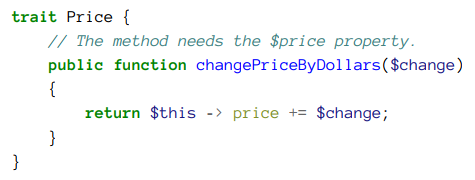 trait Price {
    // The method needs the $price property.
    public function changePriceByDollars($change)
    {
        return $this -> price += $change;
    }
}